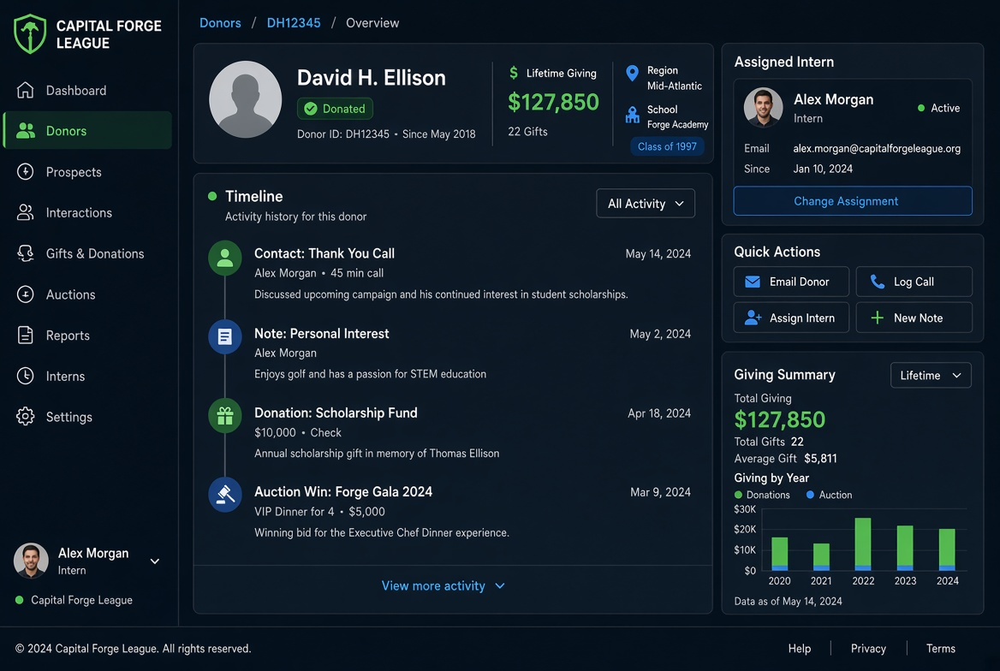 CAPITAL FORGE
LEAGUE
Dashboard
Donors
Prospects
Interactions
Gifts & Donations
Auctions
Reports
Interns
Settings
Alex Morgan
Intern
Capital Forge League
Donors / DH12345 / Overview
David H. Ellison
Donated
Donor ID: DH12345 • Since May 2018
$ Lifetime Giving
$127,850
22 Gifts
Region
Mid-Atlantic
School
Forge Academy
Class of 1997
Timeline
Activity history for this donor
All Activity
Contact: Thank You Call
May 14, 2024
Alex Morgan • 45 min call
Discussed upcoming campaign and his continued interest in student scholarships.
Note: Personal Interest
May 2, 2024
Alex Morgan
Enjoys golf and has a passion for STEM education
Donation: Scholarship Fund
Apr 18, 2024
$10,000 • Check
Annual scholarship gift in memory of Thomas Ellison
Auction Win: Forge Gala 2024
Mar 9, 2024
VIP Dinner for 4 • $5,000
Winning bid for the Executive Chef Dinner experience.
View more activity
Assigned Intern
Alex Morgan
Intern
Active
Email alex.morgan@capitalforgeleague.org
Since Jan 10, 2024
Change Assignment
Quick Actions
Email Donor
Log Call
Assign Intern
New Note
Giving Summary
Lifetime
Total Giving
$127,850
Total Gifts 22
Average Gift $5,811
Giving by Year
Donations Auction
$30K
$20K
$10K
$0
2020 2021 2022 2023 2024
Data as of May 14, 2024
© 2024 Capital Forge League. All rights reserved.
Help
Privacy
Terms